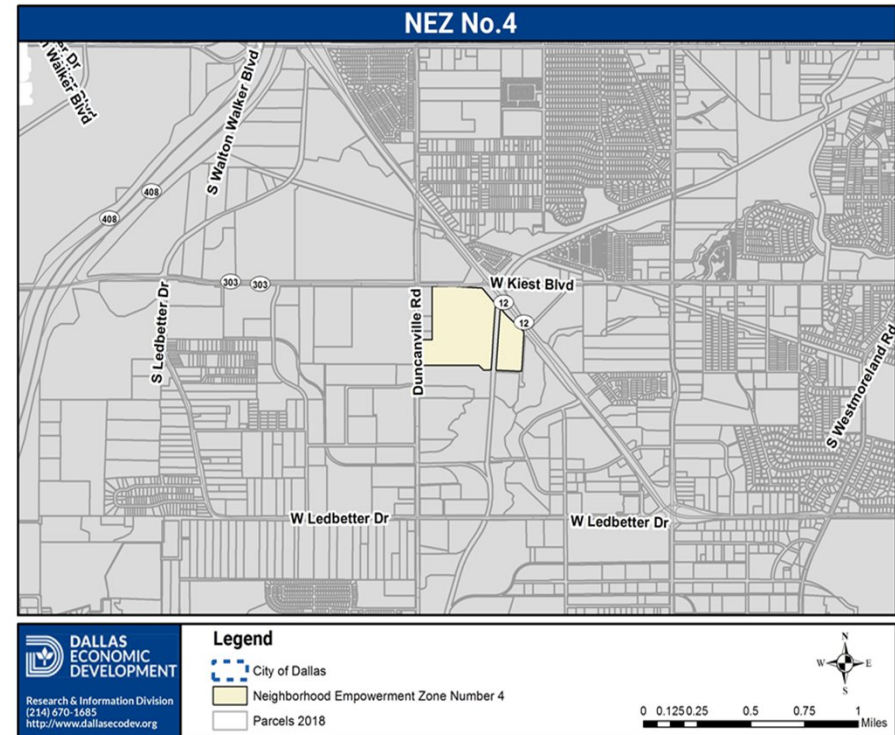 NEZ No.4
Dr
Walker Blvd
Walker Blvd
S Walton Walker Blvd
408
408
303
303
S Ledbetter Dr
Duncanville Rd
W Kiest Blvd
12
12
S Westmoreland Rd
W Ledbetter Dr
W Ledbetter Dr
DALLAS
ECONOMIC
DEVELOPMENT
Research & Information Division
(214) 670-1685
http://www.dallasecodev.org
Legend
City of Dallas
Neighborhood Empowerment Zone Number 4
Parcels 2018
N
W E
S
0 0.125 0.25 0.5 0.75 1
Miles